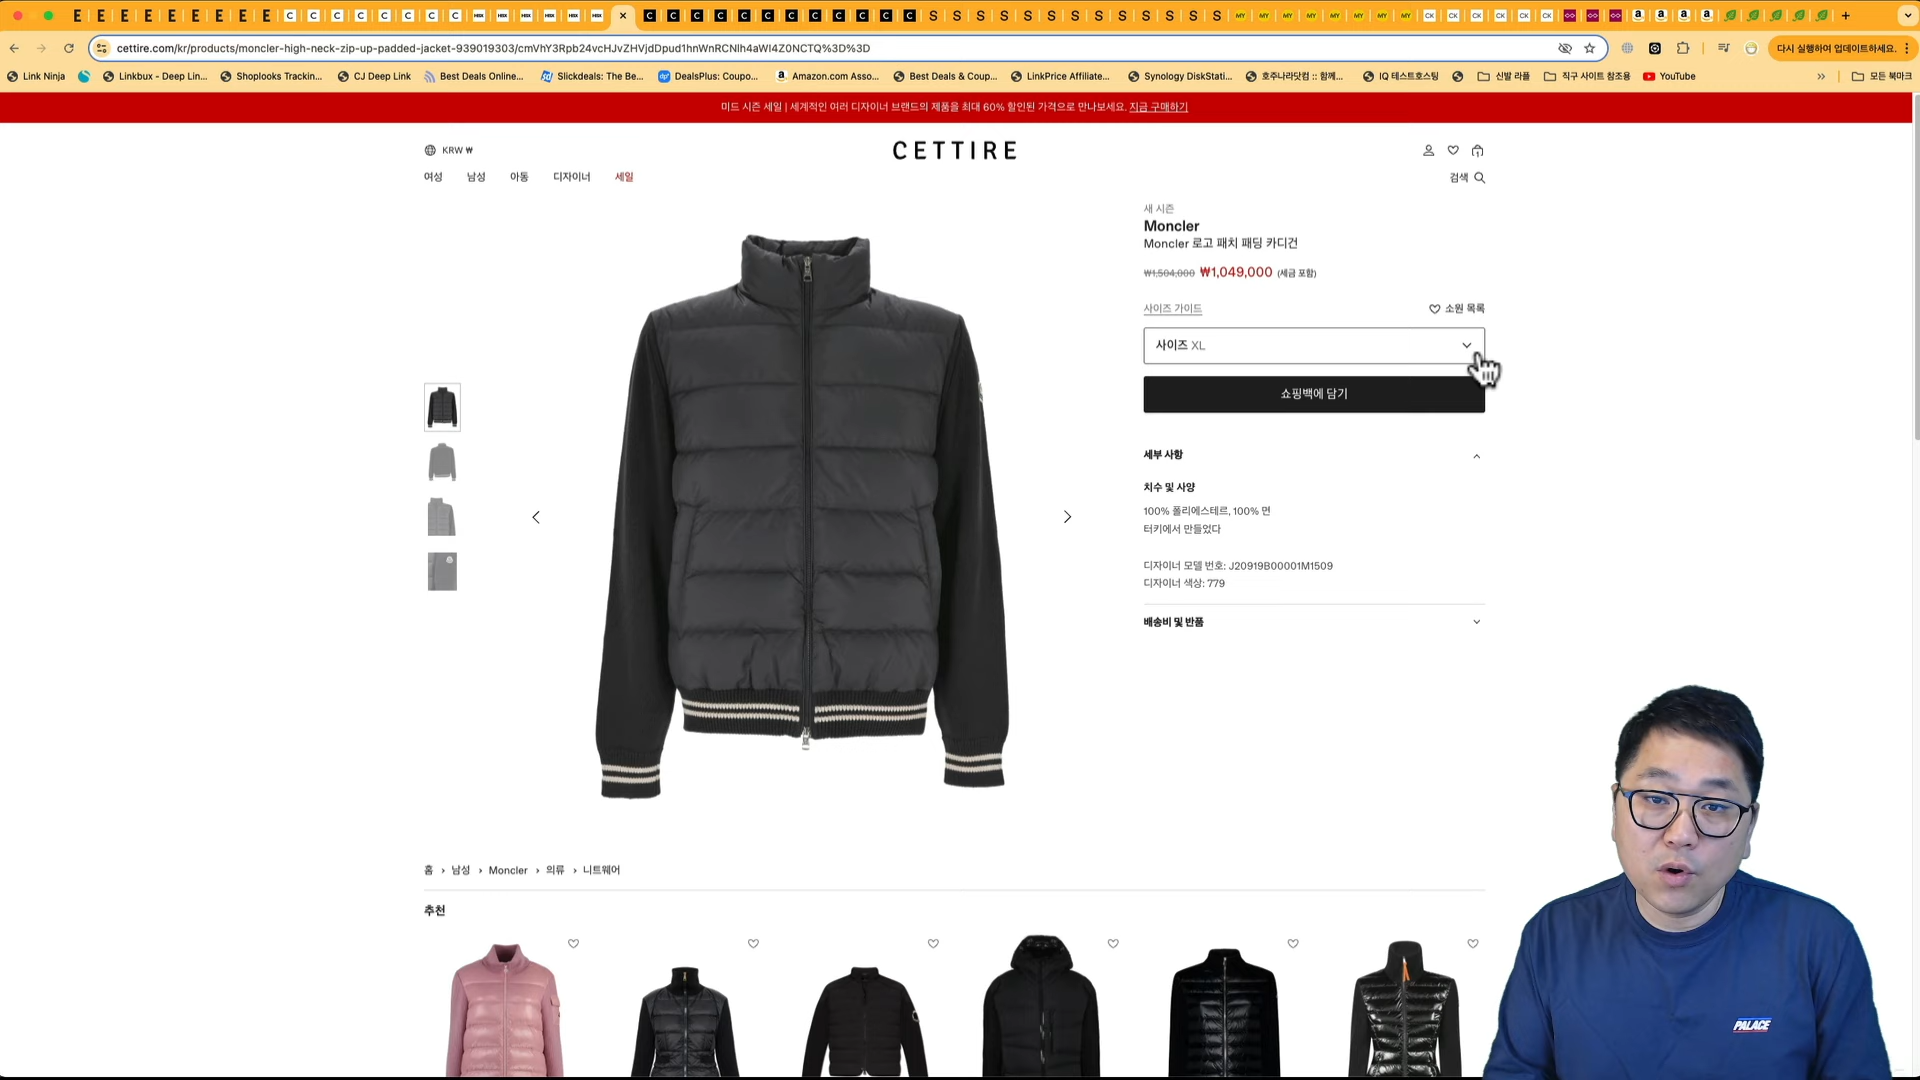 cettire.com/kr/products/moncler-high-neck-zip-up-padded-jacket-939019303/cmVhY3Rpb24vcHJvZHVjdDpud1hnWnRCNlh4aWl4Z0NCTQ%3D%3D
다시 실행하여 업데이트하세요.
Link Ninja
Linkbux - Deep Lin...
Shoplooks Trackin...
CJ Deep Link
Best Deals Online...
Slickdeals: The Be...
DealsPlus: Coupo...
Amazon.com Asso...
Best Deals & Coup...
LinkPrice Affiliate...
Synology DiskStati...
호주나라닷컴 :: 함께...
IQ 테스트호스팅
신발 라플
직구 사이트 참조용
YouTube
모든 북마크
미드 시즌 세일 | 세계적인 여러 디자이너 브랜드의 제품을 최대 60% 할인된 가격으로 만나보세요. 지금 구매하기
KRW ₩
CETTIRE
여성 남성 아동 디자이너 세일
검색
새 시즌
Moncler
Moncler 로고 패치 패딩 카디건
₩1,504,000 ₩1,049,000 (세금 포함)
사이즈 가이드
소원 목록
사이즈 XL
쇼핑백에 담기
세부 사항
치수 및 사양
100% 폴리에스테르, 100% 면
터키에서 만들었다
디자이너 모델 번호: J20919B00001M1509
디자이너 색상: 779
배송비 및 반품
홈 › 남성 › Moncler › 의류 › 니트웨어
추천
PALACE